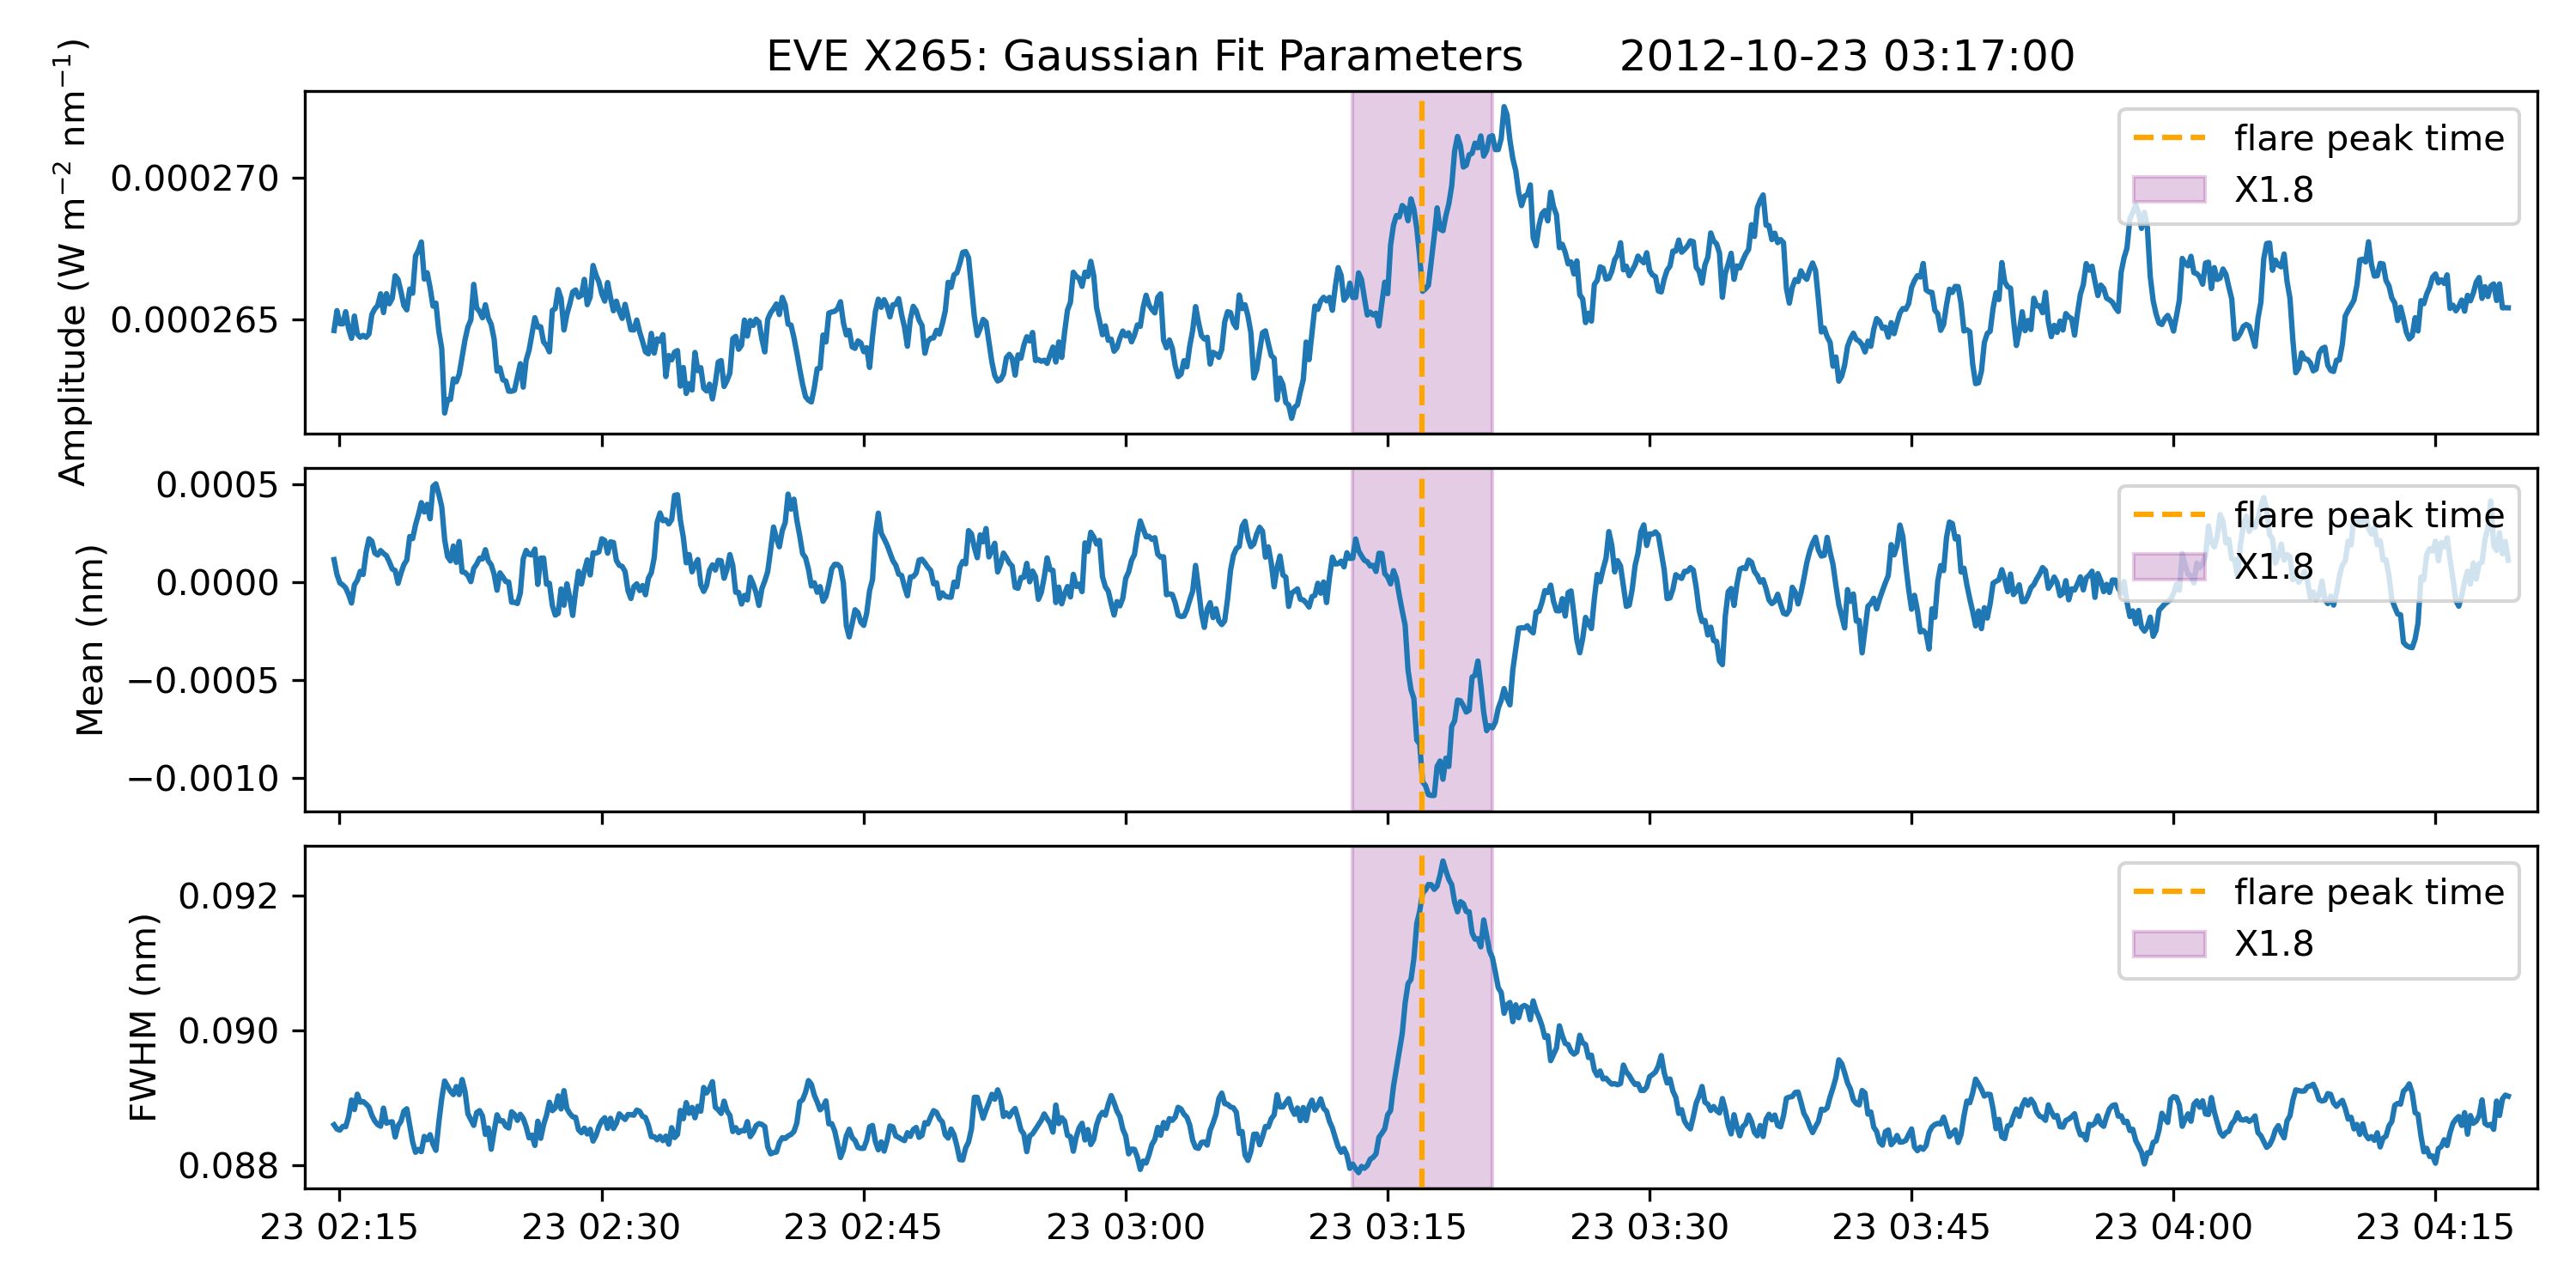 EVE X265: Gaussian Fit Parameters 2012-10-23 03:17:00
Amplitude (W m⁻² nm⁻¹)
0.000270
0.000265
flare peak time
X1.8
Mean (nm)
0.0005
0.0000
−0.0005
−0.0010
flare peak time
X1.8
FWHM (nm)
0.092
0.090
0.088
flare peak time
X1.8
23 02:15 23 02:30 23 02:45 23 03:00 23 03:15 23 03:30 23 03:45 23 04:00 23 04:15